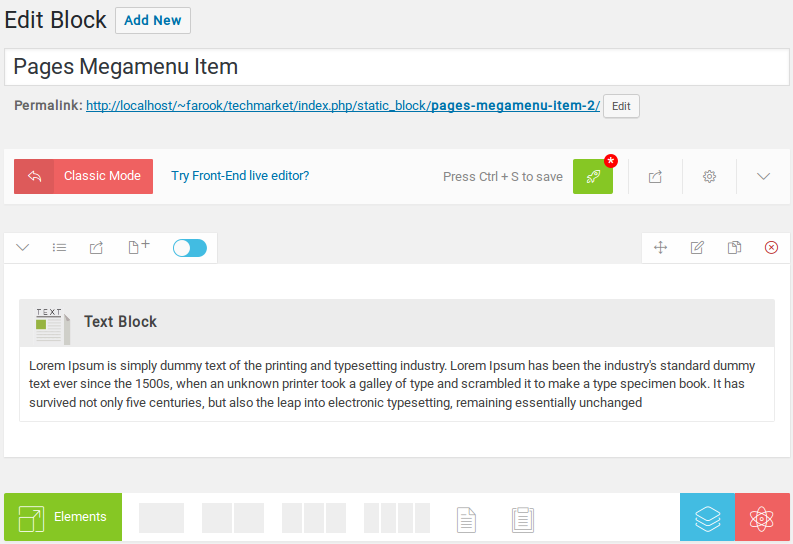 Edit Block Add New
Pages Megamenu Item
Permalink: http://localhost/~farook/techmarket/index.php/static_block/pages-megamenu-item-2/ Edit
Classic Mode Try Front-End live editor? Press Ctrl + S to save *
TEXT Text Block
Lorem Ipsum is simply dummy text of the printing and typesetting industry. Lorem Ipsum has been the industry's standard dummy
text ever since the 1500s, when an unknown printer took a galley of type and scrambled it to make a type specimen book. It has
survived not only five centuries, but also the leap into electronic typesetting, remaining essentially unchanged
Elements